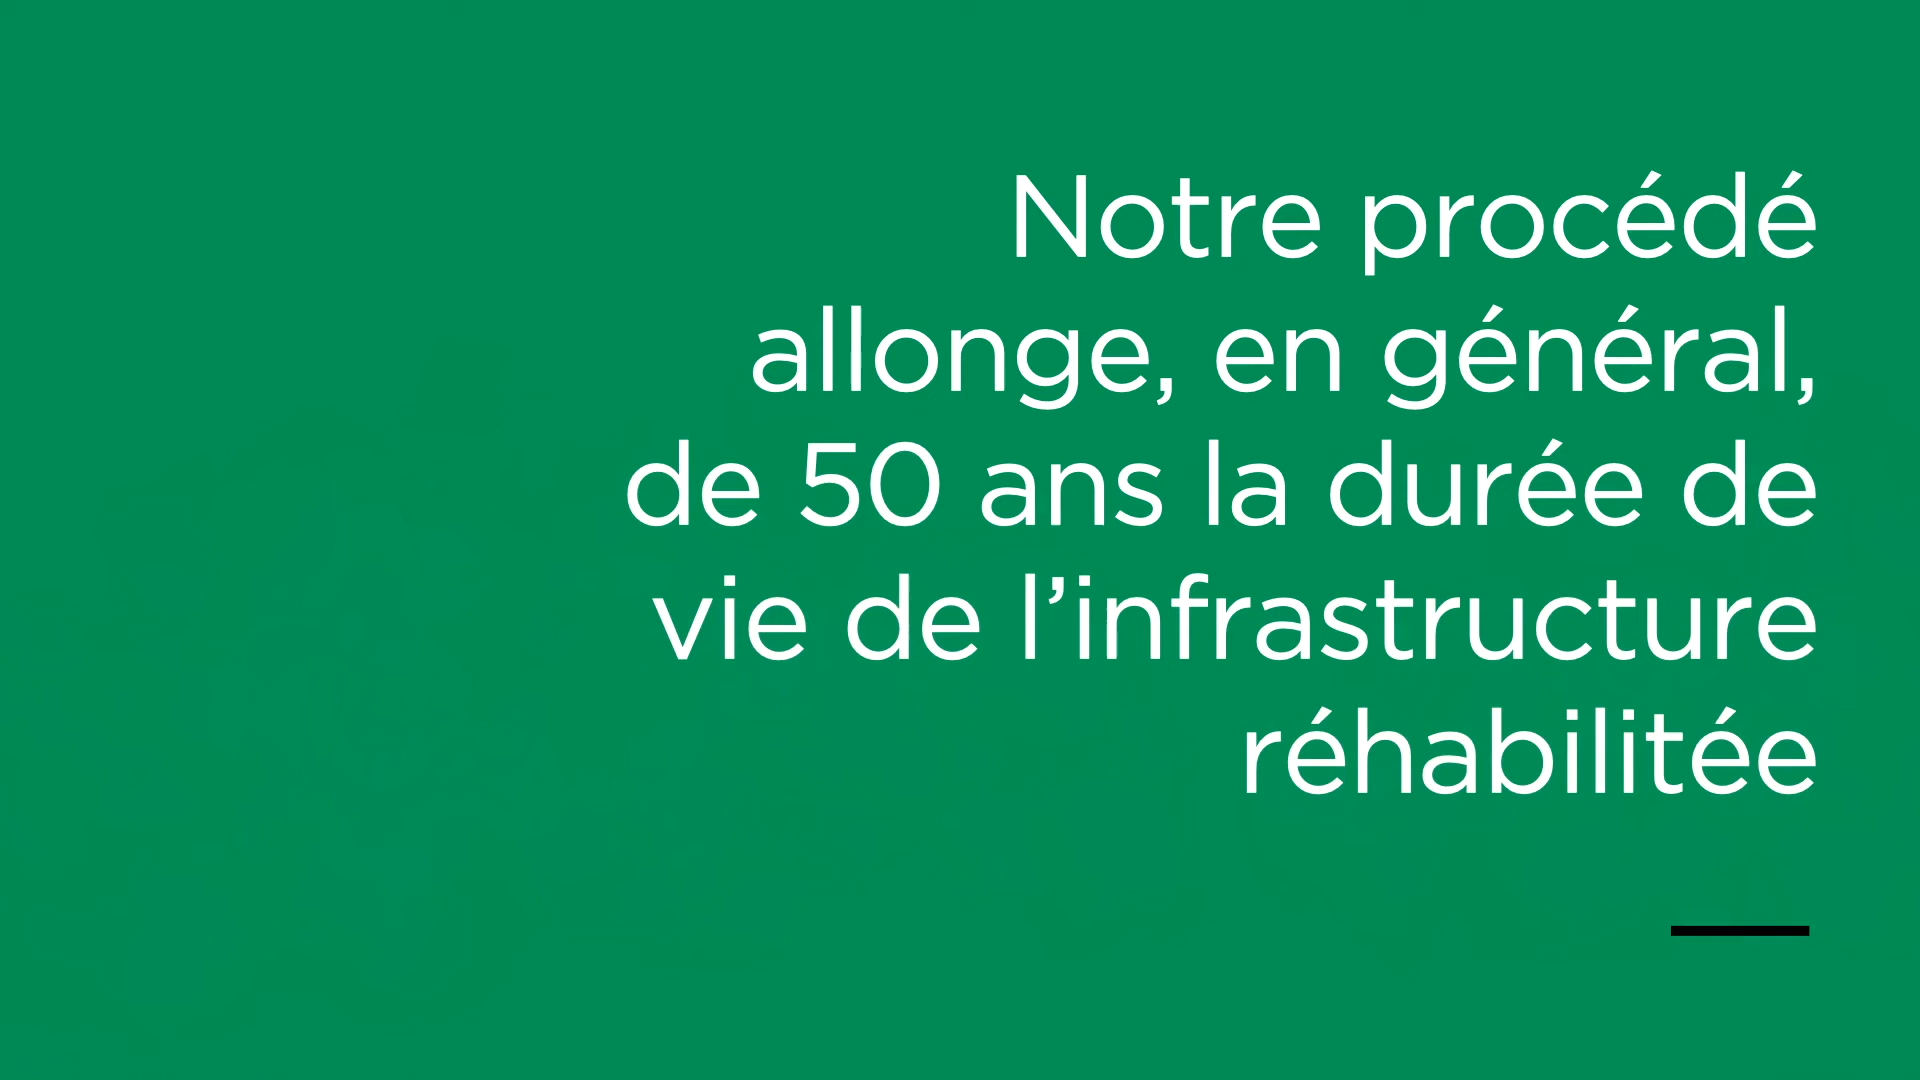 Notre procédé
allonge, en général,
de 50 ans la durée de
vie de l’infrastructure
réhabilitée